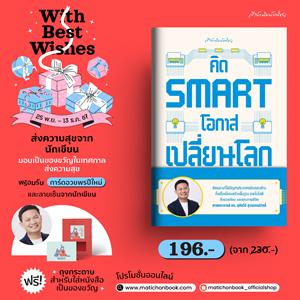 With
Best
Wishes
25 พ.ย. - 13 ธ.ค. 67
ส่งความสุขจาก
นักเขียน
มอบเป็นของขวัญในเทศกาล
ส่งความสุข
พร้อมรับ การ์ดอวยพรปีใหม่
และลายเซ็นจากนักเขียน
ฟรี!
ถุงกระดาษ
สำหรับใส่หนังสือ
เป็นของขวัญ
สำนักพิมพ์มติชน
คิด
SMART
โอกาส
เปลี่ยนโลก
196.-
(จาก 230.-)
โปรโมชั่นออนไลน์
www.matichonbook.com
matichonbook
matichonbook_officialshop